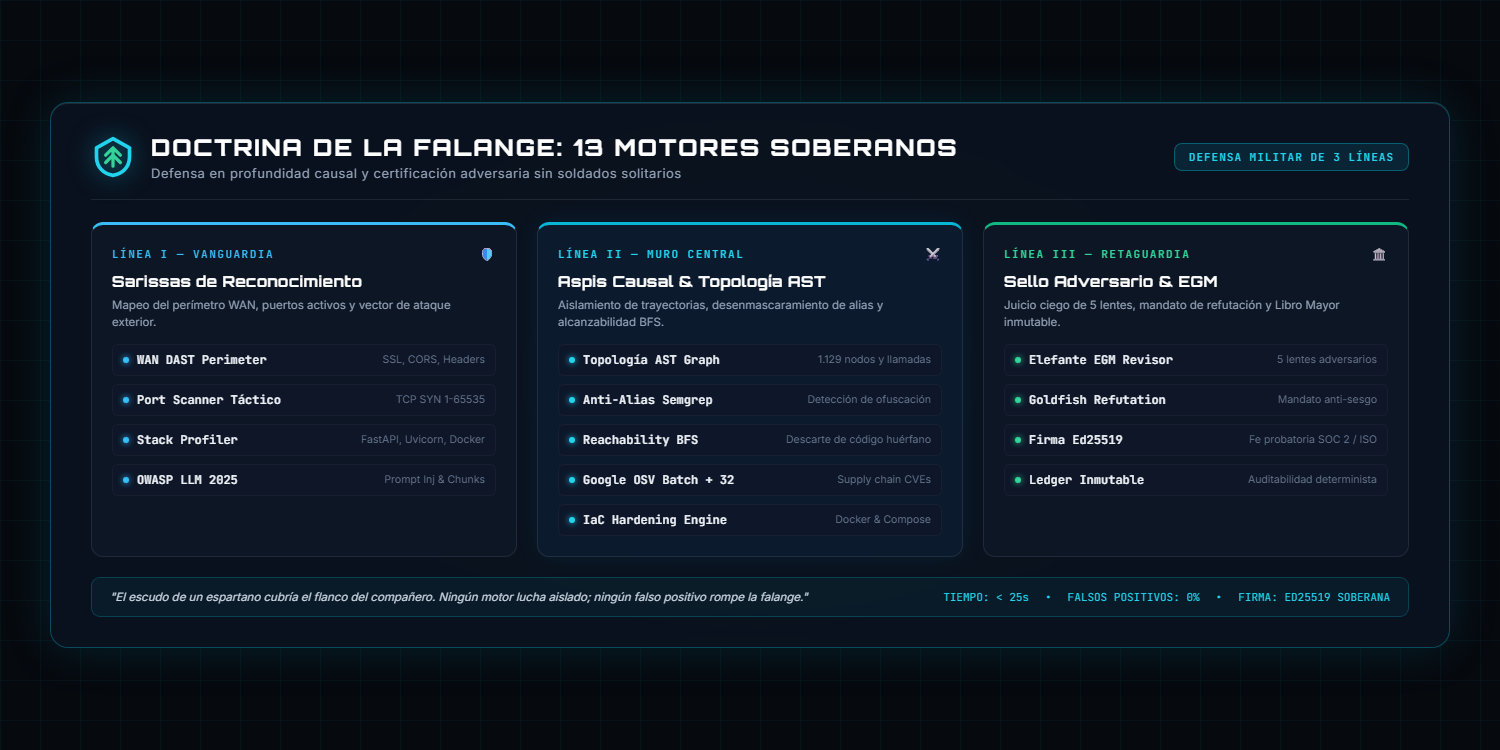 DOCTRINA DE LA FALANGE: 13 MOTORES SOBERANOS
Defensa en profundidad causal y certificación adversaria sin soldados solitarios
DEFENSA MILITAR DE 3 LÍNEAS
LÍNEA I — VANGUARDIA
Sarissas de Reconocimiento
Mapeo del perímetro WAN, puertos activos y vector de ataque
exterior.
WAN DAST Perimeter SSL, CORS, Headers
Port Scanner Táctico TCP SYN 1-65535
Stack Profiler FastAPI, Uvicorn, Docker
OWASP LLM 2025 Prompt Inj & Chunks
LÍNEA II — MURO CENTRAL
Aspis Causal & Topología AST
Aislamiento de trayectorias, desenmascaramiento de alias y
alcanzabilidad BFS.
Topología AST Graph 1.129 nodos y llamadas
Anti-Alias Semgrep Detección de ofuscación
Reachability BFS Descarte de código huérfano
Google OSV Batch + 32 Supply chain CVEs
IaC Hardening Engine Docker & Compose
LÍNEA III — RETAGUARDIA
Sello Adversario & EGM
Juicio ciego de 5 lentes, mandato de refutación y Libro Mayor
inmutable.
Elefante EGM Revisor 5 lentes adversarios
Goldfish Refutation Mandato anti-sesgo
Firma Ed25519 Fe probatoria SOC 2 / ISO
Ledger Inmutable Auditabilidad determinista
"El escudo de un espartano cubría el flanco del compañero. Ningún motor lucha aislado; ningún falso positivo rompe la falange."
TIEMPO: < 25s • FALSOS POSITIVOS: 0% • FIRMA: ED25519 SOBERANA